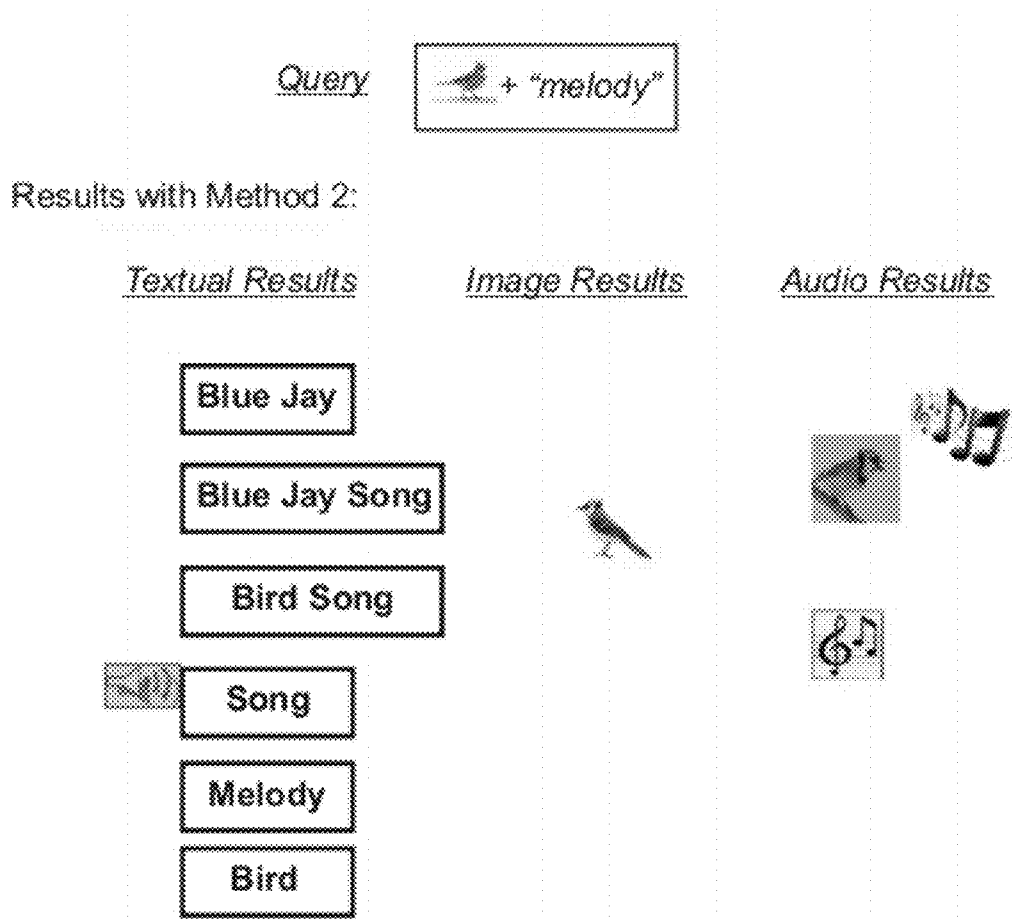 Query
+ "melody"
Results with Method 2:
Textual Results
Image Results
Audio Results
Blue Jay
Blue Jay Song
Bird Song
Song
Melody
Bird